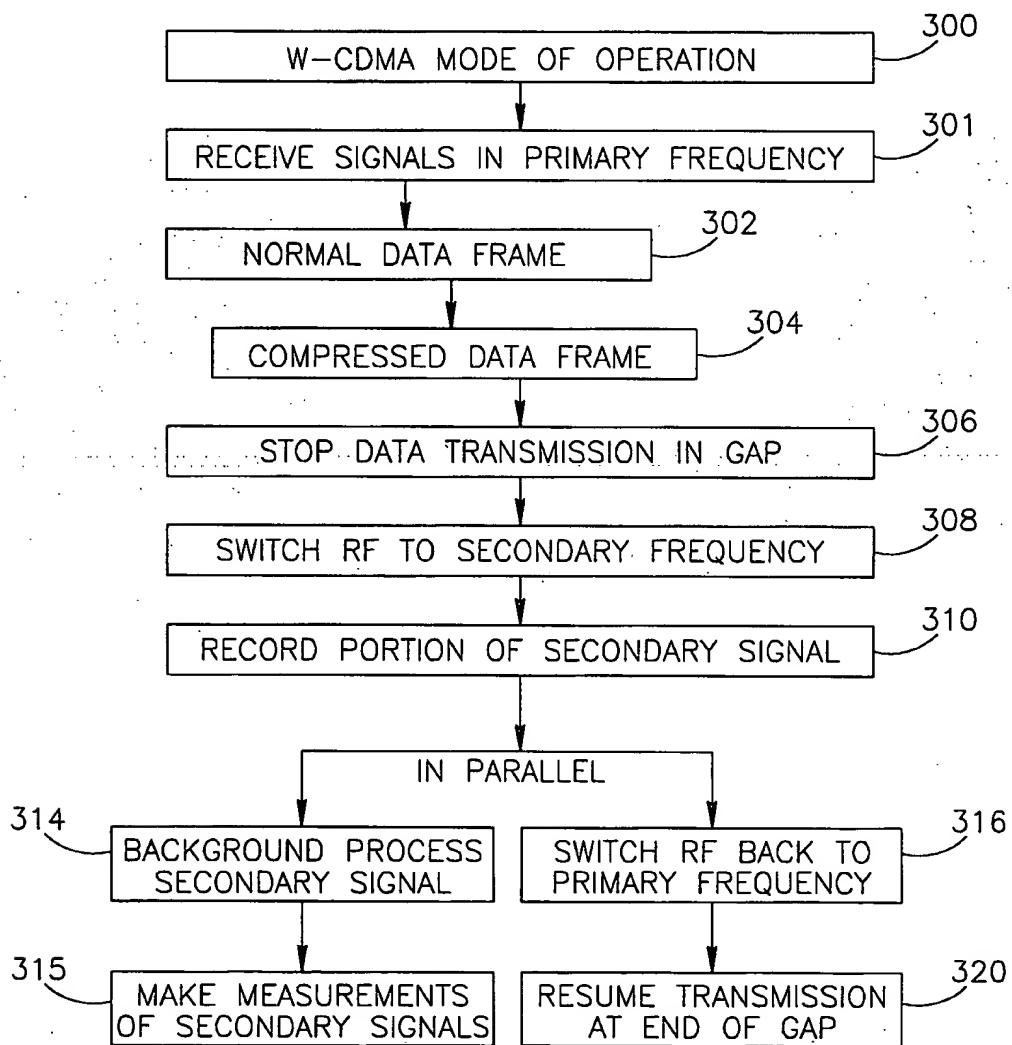 300
W-CDMA MODE OF OPERATION
301
RECEIVE SIGNALS IN PRIMARY FREQUENCY
302
NORMAL DATA FRAME
304
COMPRESSED DATA FRAME
306
STOP DATA TRANSMISSION IN GAP
308
SWITCH RF TO SECONDARY FREQUENCY
310
RECORD PORTION OF SECONDARY SIGNAL
IN PARALLEL
314
BACKGROUND PROCESS
SECONDARY SIGNAL
316
SWITCH RF BACK TO
PRIMARY FREQUENCY
315
MAKE MEASUREMENTS
OF SECONDARY SIGNALS
320
RESUME TRANSMISSION
AT END OF GAP